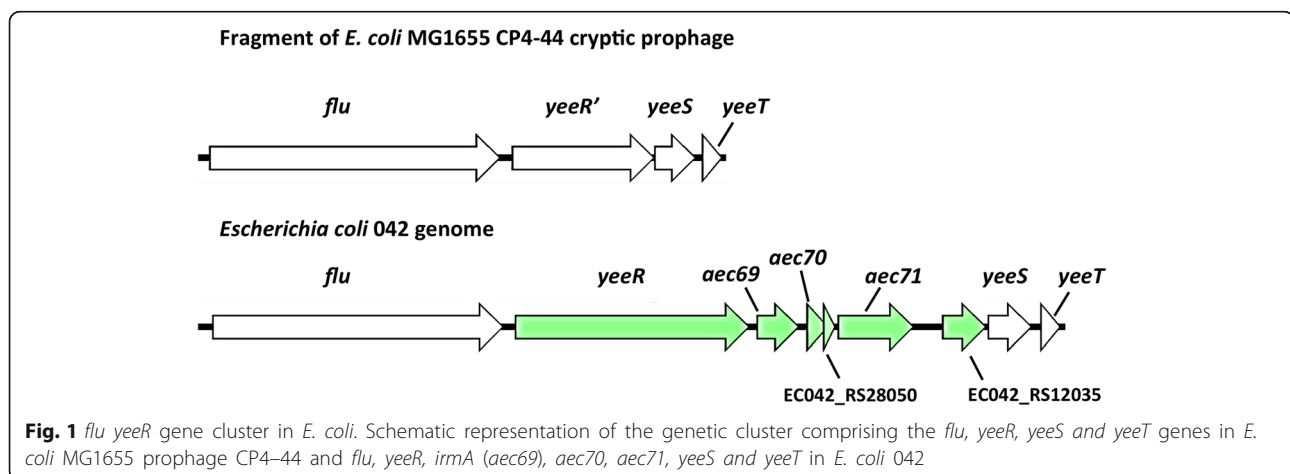 Fragment of E. coli MG1655 CP4-44 cryptic prophage
flu yeeR’ yeeS yeeT
Escherichia coli 042 genome
flu yeeR aec69 aec70 aec71 yeeS yeeT
EC042_RS28050 EC042_RS12035
Fig. 1 flu yeeR gene cluster in E. coli. Schematic representation of the genetic cluster comprising the flu, yeeR, yeeS and yeeT genes in E.
coli MG1655 prophage CP4–44 and flu, yeeR, irmA (aec69), aec70, aec71, yeeS and yeeT in E. coli 042